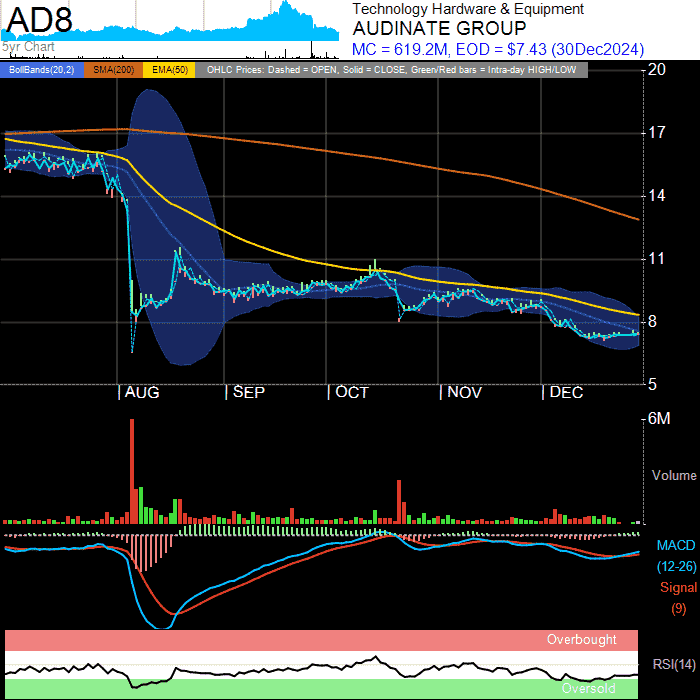 AD8
5yr Chart
Technology Hardware & Equipment
AUDINATE GROUP
MC = 619.2M, EOD = $7.43 (30Dec2024)
BollBands(20,2) SMA(200) EMA(50) OHLC Prices: Dashed = OPEN, Solid = CLOSE, Green/Red bars = Intra-day HIGH/LOW
20
17
14
11
8
5
| AUG | SEP | OCT | NOV | DEC
6M
Volume
MACD
(12-26)
Signal
(9)
Overbought
RSI(14)
Oversold